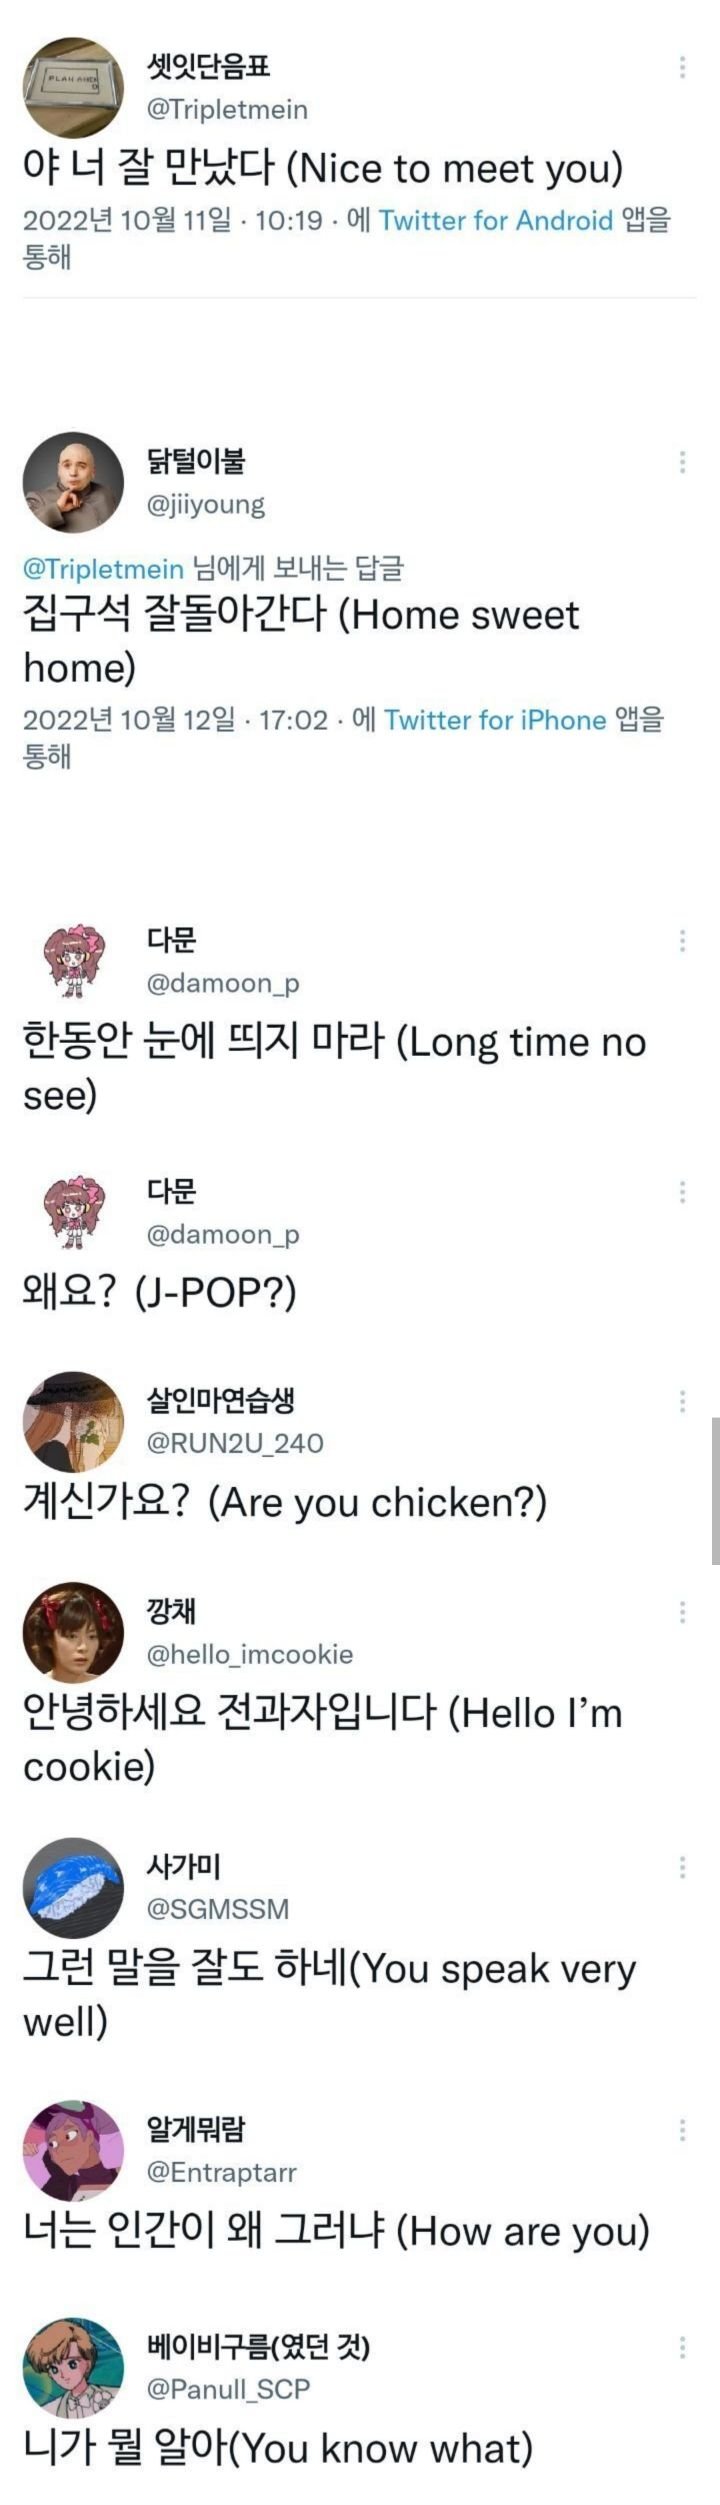 셋잇단음표
@Tripletmein
야 너 잘 만났다 (Nice to meet you)
2022년 10월 11일 · 10:19 · 에 Twitter for Android 앱을
통해
닭털이불
@jiiyoung
@Tripletmein 님에게 보내는 답글
집구석 잘돌아간다 (Home sweet
home)
2022년 10월 12일 · 17:02 · 에 Twitter for iPhone 앱을
통해
다문
@damoon_p
한동안 눈에 띄지 마라 (Long time no
see)
다문
@damoon_p
왜요? (J-POP?)
살인마연습생
@RUN2U_240
계신가요? (Are you chicken?)
깡채
@hello_imcookie
안녕하세요 전과자입니다 (Hello I’m
cookie)
사가미
@SGMSSM
그런 말을 잘도 하네(You speak very
well)
알게뭐람
@Entraptarr
너는 인간이 왜 그러냐 (How are you)
베이비구름(였던 것)
@Panull_SCP
니가 뭘 알아(You know what)